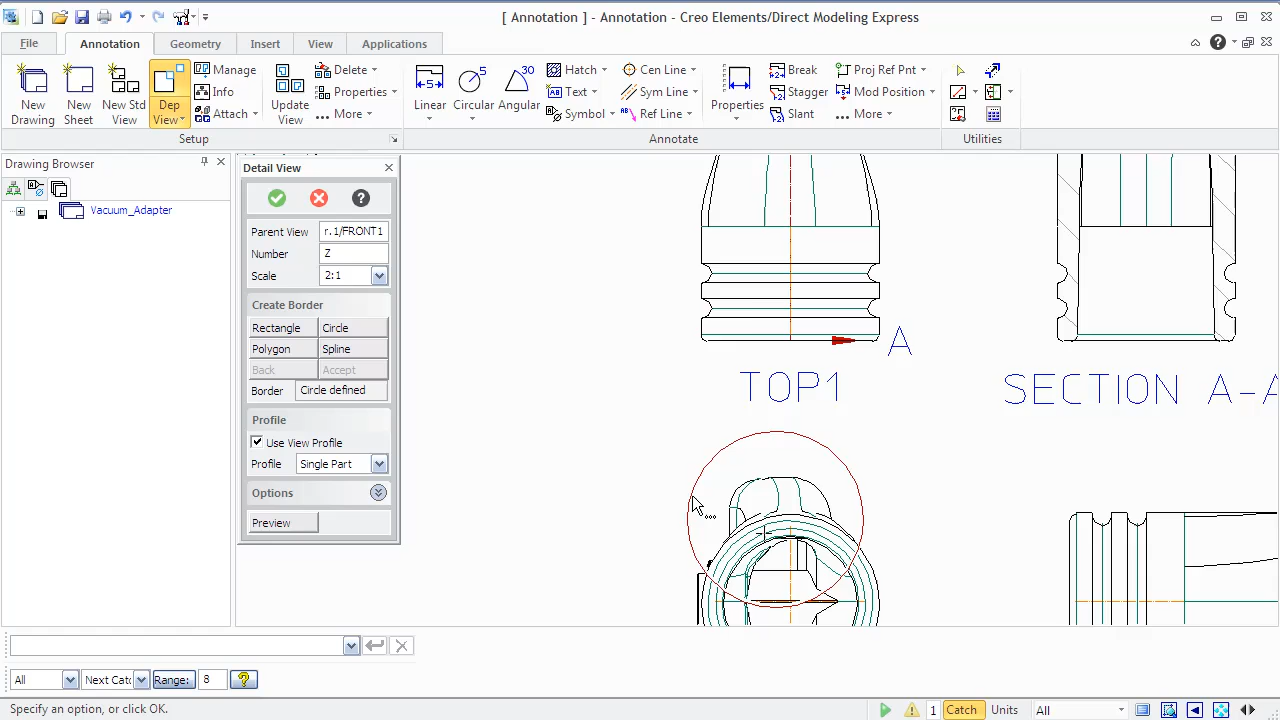 [ Annotation ] - Annotation - Creo Elements/Direct Modeling Express
File Annotation Geometry Insert View Applications
New Drawing
New Sheet
New Std View
Dep View
Manage
Info
Attach
Update View
Delete
Properties
... More
Setup
Linear
Circular
Angular
5
5
30
Hatch
Text
Symbol
Cen Line
Sym Line
Ref Line
Properties
Break
Stagger
Slant
Proj Ref Pnt
Mod Position
... More
Annotate
Utilities
Drawing Browser
Vacuum_Adapter
Detail View
Parent View r.1/FRONT1
Number Z
Scale 2:1
Create Border
Rectangle Circle
Polygon Spline
Back Accept
Border Circle defined
Profile
Use View Profile
Profile Single Part
Options
Preview
A
TOP1
SECTION A-A
All Next Catc Range: 8
Specify an option, or click OK.
1 Catch Units All